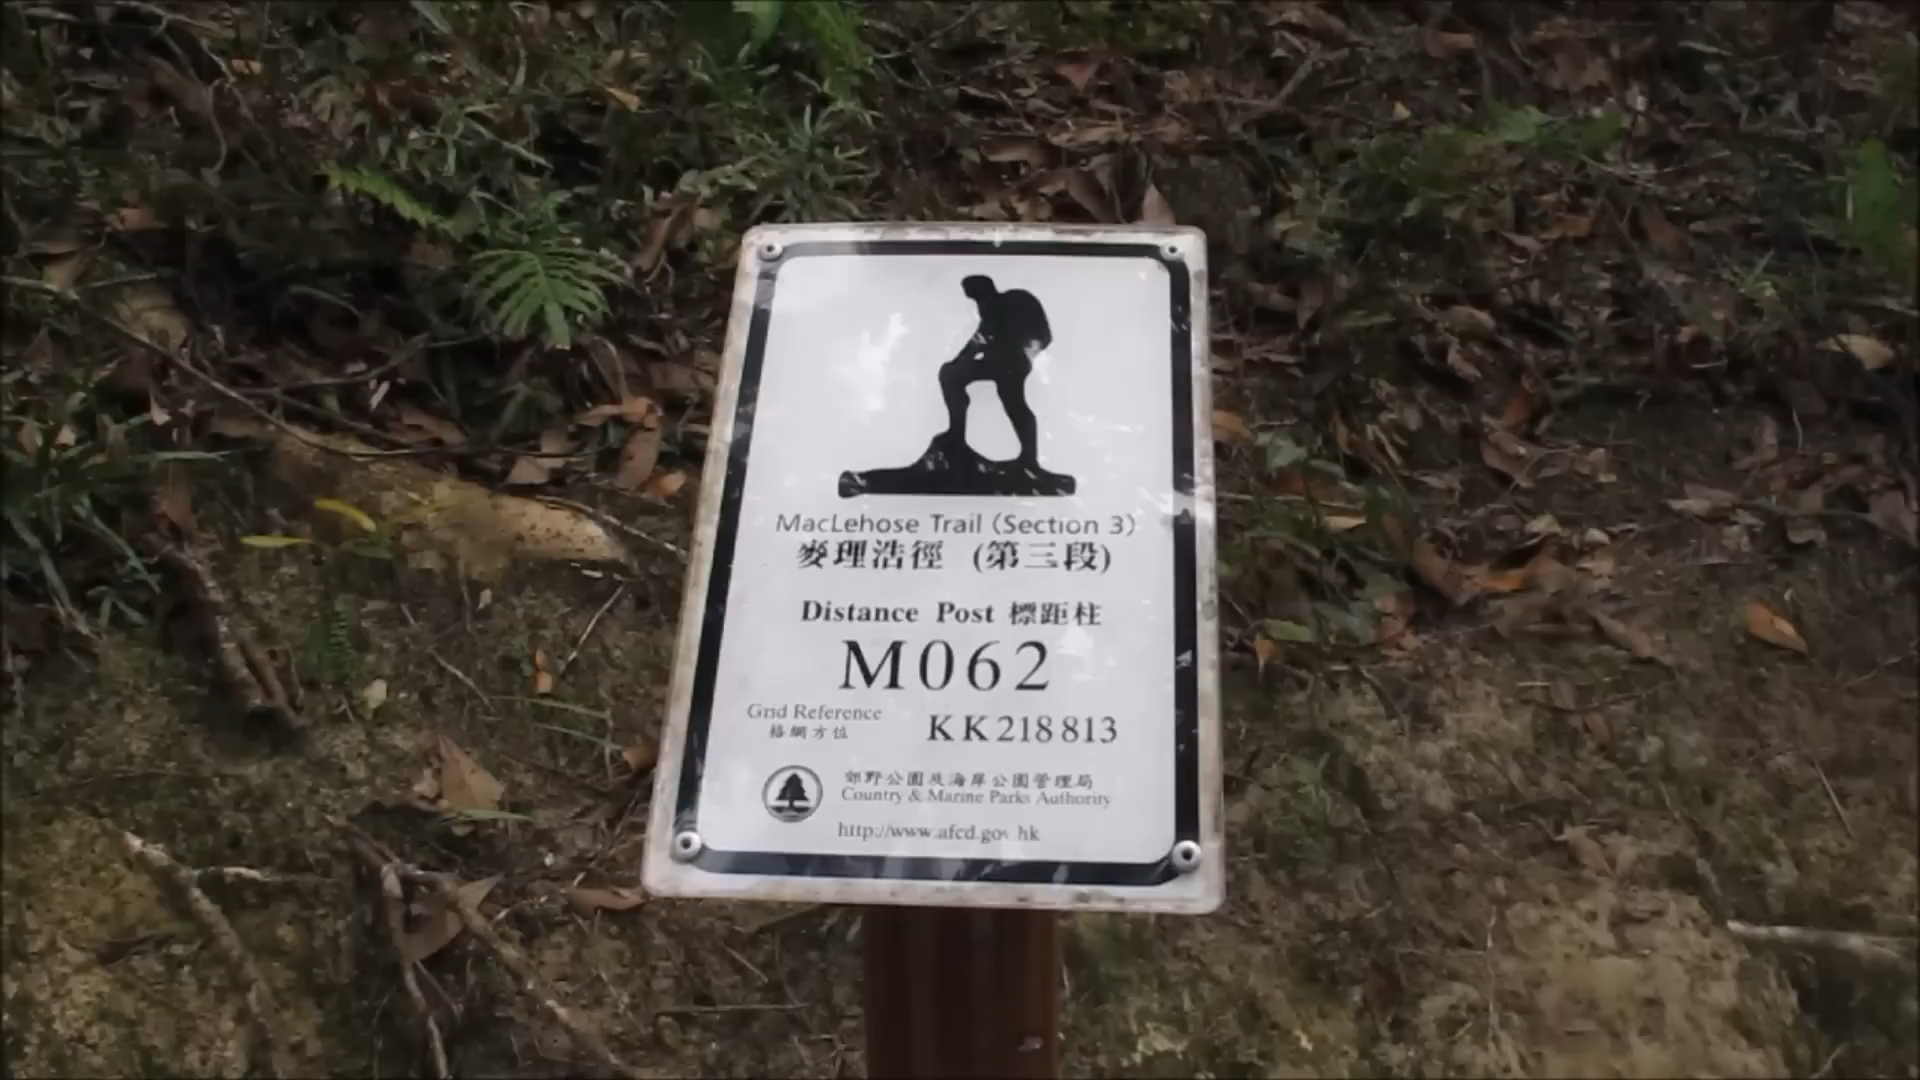 MacLehose Trail (Section 3)
麥理浩徑 (第三段)
Distance Post 標距柱
M062
Grid Reference KK218813
格網方位
郊野公園及海岸公園管理局
Country & Marine Parks Authority
http://www.afcd.gov.hk